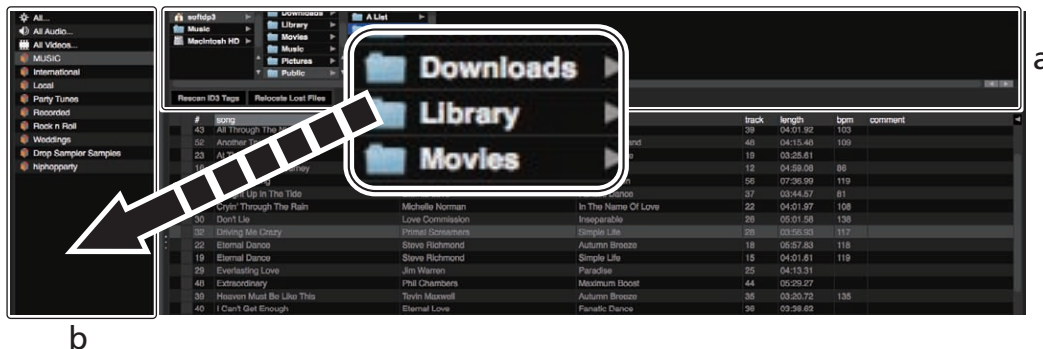 All...
All Audio...
All Videos...
MUSIC
International
Local
Party Tunes
Recorded
Rock n Roll
Weddings
Drop Sampler Samples
hiphopparty
softdp3
Music
Macintosh HD
Downloads
Library
Movies
Music
Pictures
Public
A List
Rescan ID3 Tags Relocate Lost Files
Downloads
Library
Movies
a
# song track length bpm comment
43 All Through The 39 04:01.92 103
52 Another 46 04:15.46 109
23 19 03:25.61
12 04:59.08 86
56 07:36.99 119
Up In The Tide Dance 37 03:44.57 81
Cryin' Through The Rain Michelle Norman In The Name Of Love 22 04:01.97 108
30 Don't Lie Love Commission Inseparable 26 05:01.58 138
32 Driving Me Crazy Primal Screamers Simple Life 28 03:56.93 117
22 Eternal Dance Steve Richmond Autumn Breeze 18 05:57.83 118
19 Eternal Dance Steve Richmond Simple Life 15 04:01.61 119
29 Everlasting Love Jim Warren Paradise 25 04:13.31
48 Extraordinary Phil Chambers Maximum Boost 44 05:29.27
39 Heaven Must Be Like This Tevin Maxwell Autumn Breeze 35 03:20.72 135
40 I Can't Get Enough Eternal Love Fanatic Dance 36 03:38.62
b